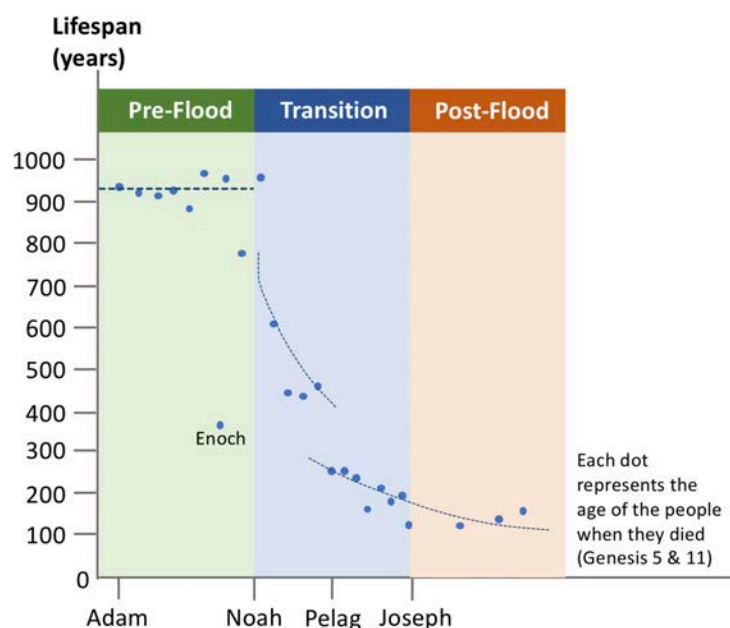 Lifespan
(years)
Pre-Flood
Transition
Post-Flood
1000
900
800
700
600
500
400
300
200
100
0
Enoch
Each dot
represents the
age of the people
when they died
(Genesis 5 & 11)
Adam
Noah
Pelag
Joseph